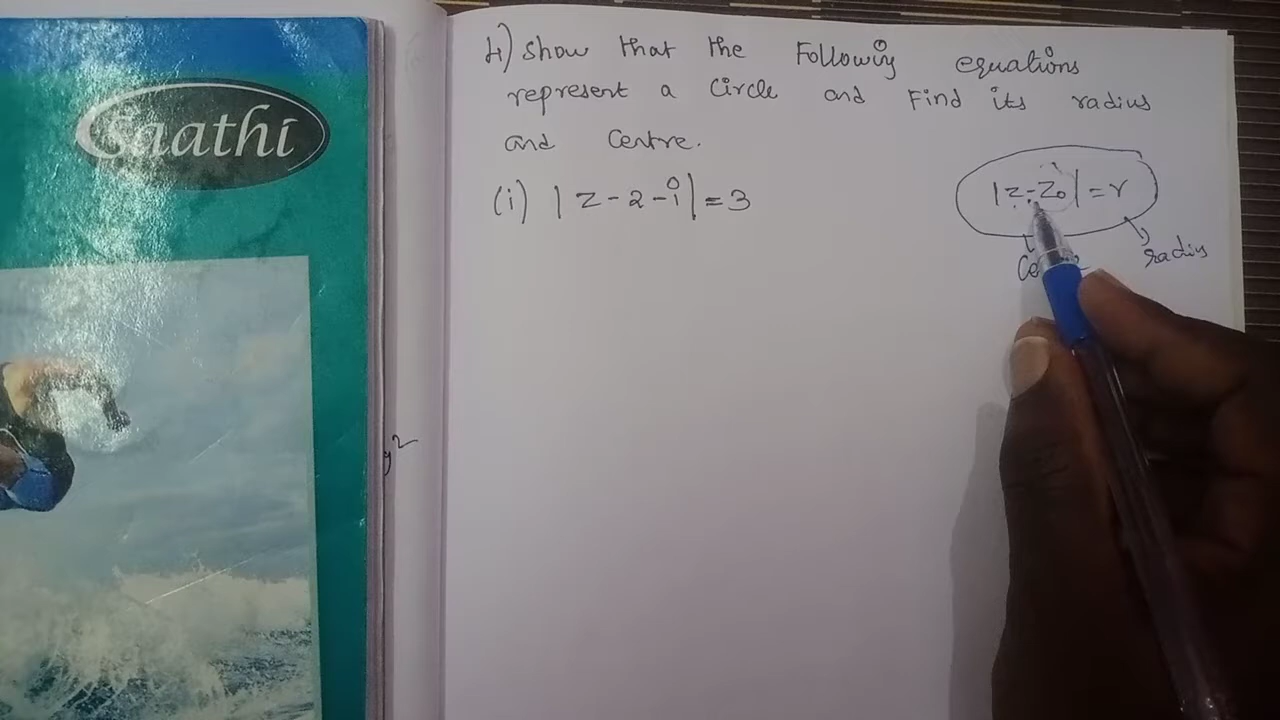 Saathi
4) Show that the Following equations
represent a Circle and Find its radius
and Centre.
(i) |z-2-i|=3
|z-z₀|=r
radius
y²